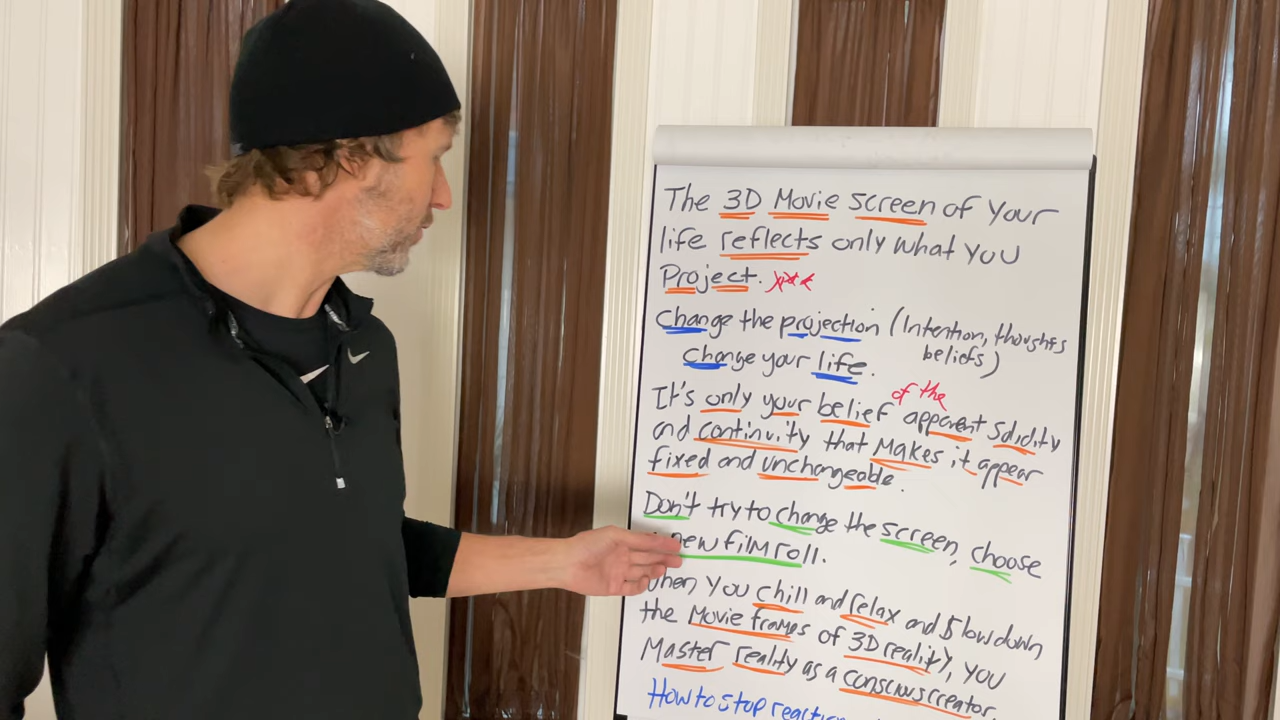 The 3D Movie screen of your
life reflects only what you
Project.
Change the projection (Intention, thoughts
beliefs)
Change your life.
of the
It's only your belief apparent solidity
and continuity that makes it appear
fixed and unchangeable.
Don't try to change the screen, choose
new film roll.
when you chill and relax and slow down
the Movie frames of 3D reality, you
Master reality as a conscious creator.
How to stop